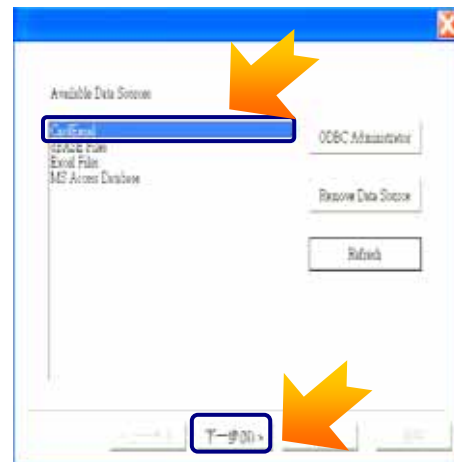 Available Data Sources
CardExcel
dBASE Files
Excel Files
MS Access Database
ODBC Administrator
Remove Data Source
Refresh
下一步(N) >